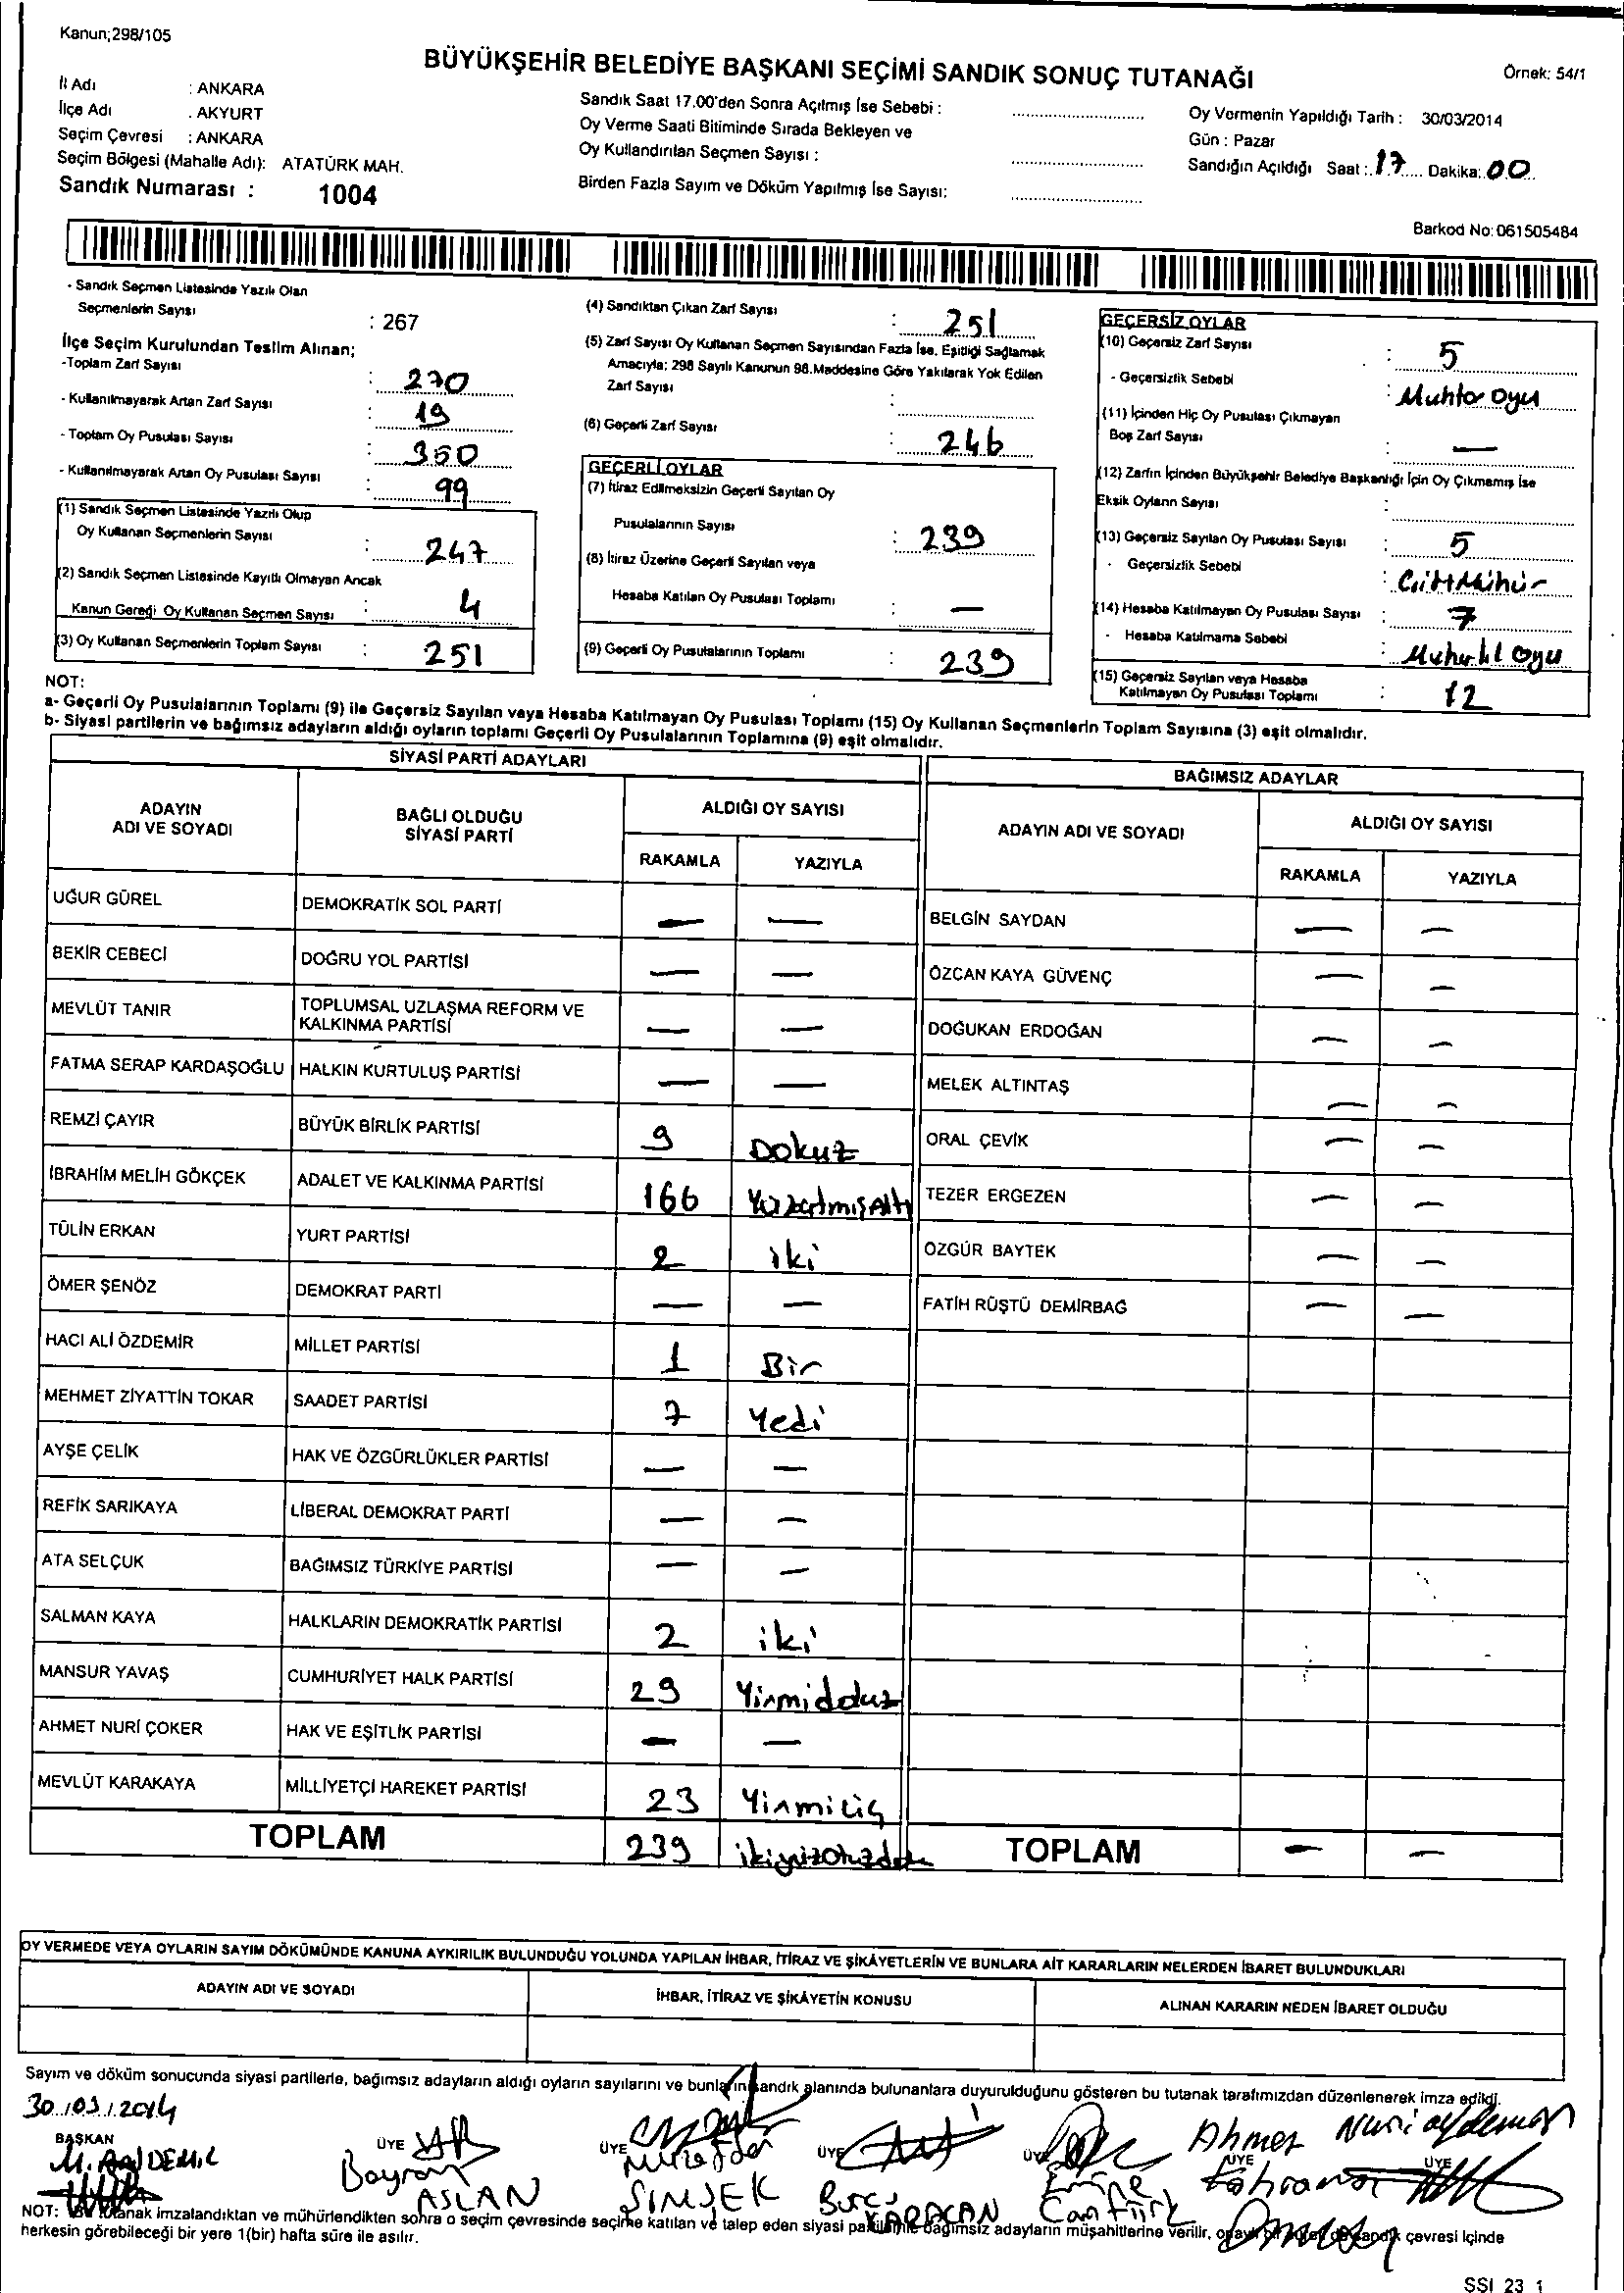 Kanun;298/105
BÜYÜKŞEHİR BELEDİYE BAŞKANI SEÇİMİ SANDIK SONUÇ TUTANAĞI
Örnek: 54/1
İl Adı : ANKARA
İlçe Adı : AKYURT
Seçim Çevresi : ANKARA
Seçim Bölgesi (Mahalle Adı): ATATÜRK MAH.
Sandık Numarası : 1004
Sandık Saat 17.00'den Sonra Açılmış İse Sebebi :
Oy Verme Saati Bitiminde Sırada Bekleyen ve
Oy Kullandırılan Seçmen Sayısı :
Birden Fazla Sayım ve Döküm Yapılmış İse Sayısı:
Oy Vermenin Yapıldığı Tarih : 30/03/2014
Gün : Pazar
Sandığın Açıldığı Saat : 17 Dakika: 00
Barkod No: 061505484
- Sandık Seçmen Listesinde Yazılı Olan
Seçmenlerin Sayısı : 267
İlçe Seçim Kurulundan Teslim Alınan;
-Toplam Zarf Sayısı : 270
- Kullanılmayarak Artan Zarf Sayısı : 19
- Toplam Oy Pusulası Sayısı : 350
- Kullanılmayarak Artan Oy Pusulası Sayısı : 99
(1) Sandık Seçmen Listesinde Yazılı Olup
Oy Kullanan Seçmenlerin Sayısı : 247
(2) Sandık Seçmen Listesinde Kayıtlı Olmayan Ancak
Kanun Gereği Oy Kullanan Seçmen Sayısı : 4
(3) Oy Kullanan Seçmenlerin Toplam Sayısı : 251
(4) Sandıktan Çıkan Zarf Sayısı : 251
(5) Zarf Sayısı Oy Kullanan Seçmen Sayısından Fazla İse, Eşitliği Sağlamak
Amacıyla; 298 Sayılı Kanunun 98.Maddesine Göre Yakılarak Yok Edilen
Zarf Sayısı :
(6) Geçerli Zarf Sayısı : 246
GEÇERLİ OYLAR
(7) İtiraz Edilmeksizin Geçerli Sayılan Oy
Pusulalarının Sayısı : 239
(8) İtiraz Üzerine Geçerli Sayılan veya
Hesaba Katılan Oy Pusulası Toplamı : —
(9) Geçerli Oy Pusulalarının Toplamı : 239
GEÇERSİZ OYLAR
(10) Geçersiz Zarf Sayısı : 5
- Geçersizlik Sebebi : Muhtar oyu
(11) İçinden Hiç Oy Pusulası Çıkmayan
Boş Zarf Sayısı : —
(12) Zarfın İçinden Büyükşehir Belediye Başkanlığı İçin Oy Çıkmamış İse
Eksik Oyların Sayısı :
(13) Geçersiz Sayılan Oy Pusulası Sayısı : 5
- Geçersizlik Sebebi : Çift Mühür
(14) Hesaba Katılmayan Oy Pusulası Sayısı : 7
- Hesaba Katılmama Sebebi : oyu
(15) Geçersiz Sayılan veya Hesaba
Katılmayan Oy Pusulası Toplamı : 12
NOT:
a- Geçerli Oy Pusulalarının Toplamı (9) ile Geçersiz Sayılan veya Hesaba Katılmayan Oy Pusulası Toplamı (15) Oy Kullanan Seçmenlerin Toplam Sayısına (3) eşit olmalıdır.
b- Siyasi partilerin ve bağımsız adayların aldığı oyların toplamı Geçerli Oy Pusulalarının Toplamına (9) eşit olmalıdır.
SİYASİ PARTİ ADAYLARI
ADAYIN ADI VE SOYADI
BAĞLI OLDUĞU SİYASİ PARTİ
ALDIĞI OY SAYISI
RAKAMLA YAZIYLA
UĞUR GÜREL DEMOKRATİK SOL PARTİ — —
BEKİR CEBECİ DOĞRU YOL PARTİSİ — —
MEVLÜT TANIR TOPLUMSAL UZLAŞMA REFORM VE KALKINMA PARTİSİ — —
FATMA SERAP KARDAŞOĞLU HALKIN KURTULUŞ PARTİSİ — —
REMZİ ÇAYIR BÜYÜK BİRLİK PARTİSİ 9 Dokuz
İBRAHİM MELİH GÖKÇEK ADALET VE KALKINMA PARTİSİ 166 Yüzatmışaltı
TÜLİN ERKAN YURT PARTİSİ 2 iki
ÖMER ŞENÖZ DEMOKRAT PARTİ — —
HACI ALİ ÖZDEMİR MİLLET PARTİSİ 1 Bir
MEHMET ZİYATTİN TOKAR SAADET PARTİSİ 7 Yedi
AYŞE ÇELİK HAK VE ÖZGÜRLÜKLER PARTİSİ — —
REFİK SARIKAYA LİBERAL DEMOKRAT PARTİ — —
ATA SELÇUK BAĞIMSIZ TÜRKİYE PARTİSİ — —
SALMAN KAYA HALKLARIN DEMOKRATİK PARTİSİ 2 iki
MANSUR YAVAŞ CUMHURİYET HALK PARTİSİ 29 Yirmidokuz
AHMET NURİ ÇOKER HAK VE EŞİTLİK PARTİSİ — —
MEVLÜT KARAKAYA MİLLİYETÇİ HAREKET PARTİSİ 23 Yirmiüç
TOPLAM 239 ikiyüzotuzdok
BAĞIMSIZ ADAYLAR
ADAYIN ADI VE SOYADI
ALDIĞI OY SAYISI
RAKAMLA YAZIYLA
BELGİN SAYDAN — —
ÖZCAN KAYA GÜVENÇ — —
DOĞUKAN ERDOĞAN — —
MELEK ALTINTAŞ — —
ORAL ÇEVİK — —
TEZER ERGEZEN — —
ÖZGÜR BAYTEK — —
FATİH RÜŞTÜ DEMİRBAĞ — —
TOPLAM — —
OY VERMEDE VEYA OYLARIN SAYIM DÖKÜMÜNDE KANUNA AYKIRILIK BULUNDUĞU YOLUNDA YAPILAN İHBAR, İTİRAZ VE ŞİKÂYETLERİN VE BUNLARA AİT KARARLARIN NELERDEN İBARET BULUNDUKLARI
ADAYIN ADI VE SOYADI
İHBAR, İTİRAZ VE ŞİKÂYETİN KONUSU
ALINAN KARARIN NEDEN İBARET OLDUĞU
Sayım ve döküm sonucunda siyasi partilerle, bağımsız adayların aldığı oyların sayılarını ve bunların sandık alanında bulunanlara duyurulduğunu gösteren bu tutanak tarafımızdan düzenlenerek imza edildi.
30/03/2014
BAŞKAN
ÜYE Bayram ASLAN
ÜYE ŞİMŞEK
ÜYE Burcu KARACAN
ÜYE Emine Cantürk
ÜYE Ahmet Nuri
ÜYE
NOT: Bu tutanak imzalandıktan ve mühürlendikten sonra o seçim çevresinde seçime katılan ve talep eden siyasi partilerle bağımsız adayların müşahitlerine verilir, onaylı bir sureti de sandık çevresi içinde
herkesin görebileceği bir yere 1(bir) hafta süre ile asılır.
SSI 23 1